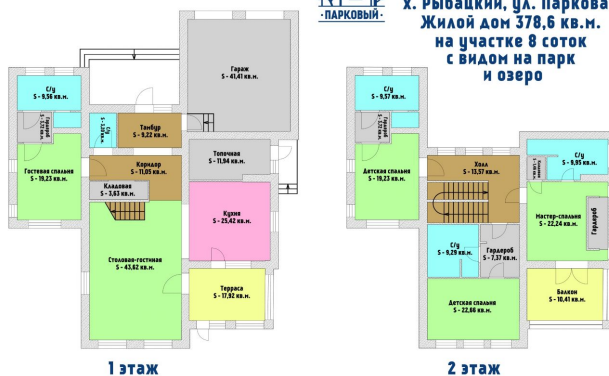 · ПАРКОВЫЙ ·
х. Рыбацкий, ул. Паркова
Жилой дом 378,6 кв.м.
на участке 8 соток
с видом на парк
и озеро
Гараж
S - 41,41 кв.м.
С/у
S - 9,56 кв.м.
Гардероб
С/у
Тамбур
S - 9,22 кв.м.
Гостевая спальня
S - 19,23 кв.м.
Коридор
S - 11,05 кв.м.
Топочная
S - 11,94 кв.м.
Кладовая
S - 3,63 кв.м.
Кухня
S - 25,42 кв.м.
Столовая-гостиная
S - 43,62 кв.м.
Терраса
S - 17,92 кв.м.
1 этаж
С/у
S - 9,57 кв.м.
Гардероб
Детская спальня
S - 19,23 кв.м.
Холл
S - 13,57 кв.м.
С/у
S - 9,95 кв.м.
Мастер-спальня
S - 22,24 кв.м.
Гардероб
С/у
S - 9,29 кв.м.
Гардероб
S - 7,37 кв.м.
Детская спальня
S - 22,66 кв.м.
Балкон
S - 10,41 кв.м.
2 этаж